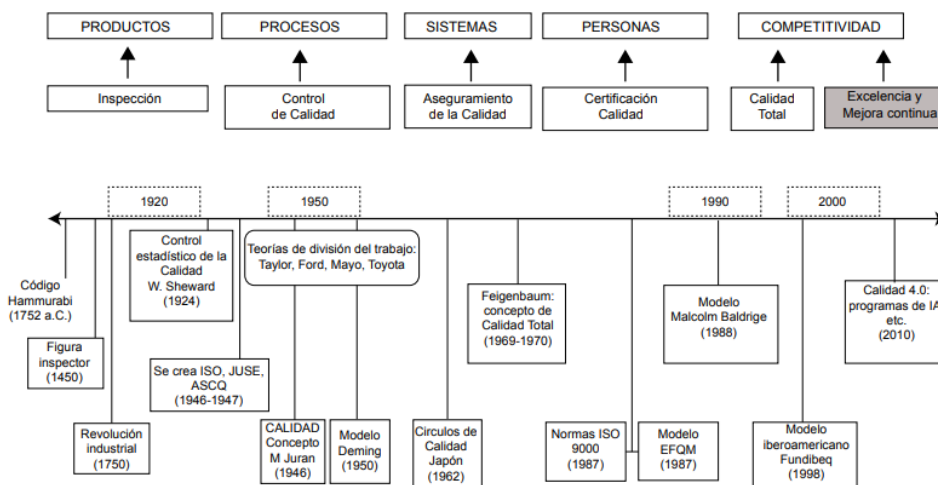 PRODUCTOS
PROCESOS
SISTEMAS
PERSONAS
COMPETITIVIDAD
Inspección
Control
de Calidad
Aseguramiento
de la Calidad
Certificación
Calidad
Calidad
Total
Excelencia y
Mejora continua
1920
1950
1990
2000
Código
Hammurabi
(1752 a.C.)
Figura
inspector
(1450)
Revolución
industrial
(1750)
Control
estadístico de la
Calidad
W. Sheward
(1924)
Se crea ISO, JUSE,
ASCQ
(1946-1947)
Teorías de división del trabajo:
Taylor, Ford, Mayo, Toyota
CALIDAD
Concepto
M Juran
(1946)
Modelo
Deming
(1950)
Circulos de
Calidad
Japón
(1962)
Feigenbaum:
concepto de
Calidad Total
(1969-1970)
Normas ISO
9000
(1987)
Modelo
EFQM
(1987)
Modelo
Malcolm Baldrige
(1988)
Modelo
iberoamericano
Fundibeq
(1998)
Calidad 4.0:
programas de IA
etc.
(2010)